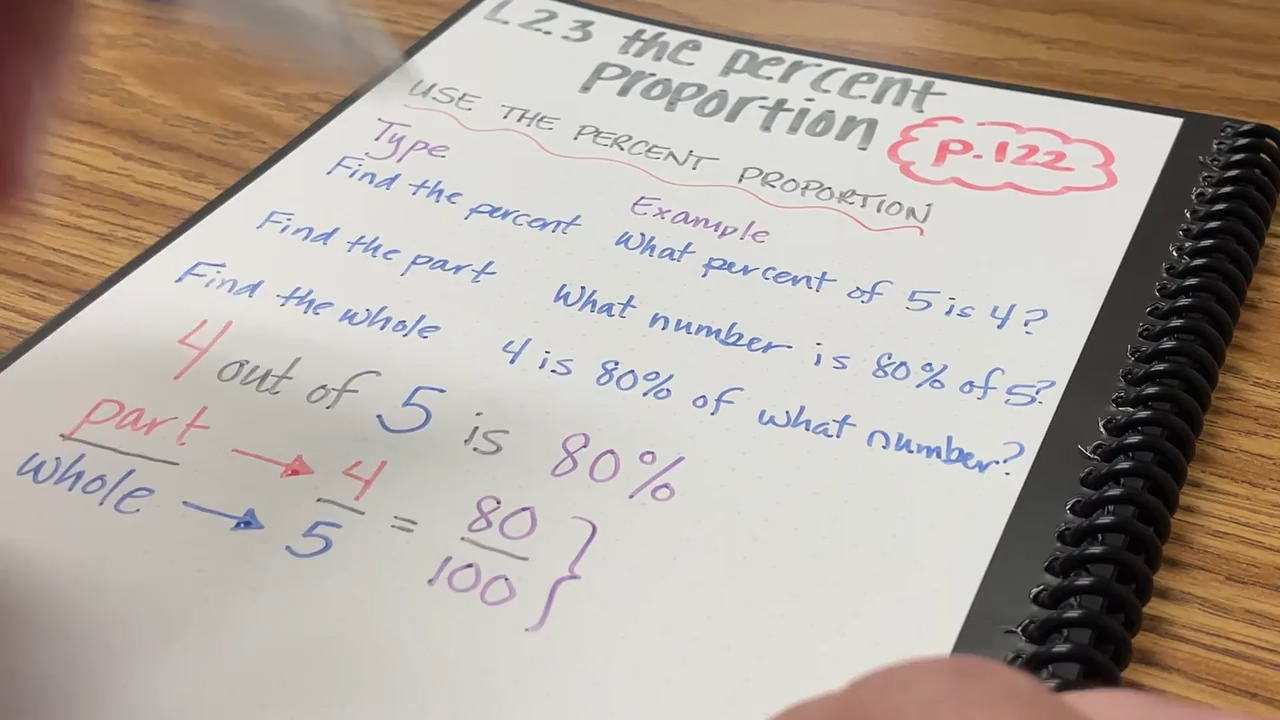 L2.3 the percent
proportion
p.122
USE THE PERCENT PROPORTION
Type Example
Find the percent What percent of 5 is 4?
Find the part What number is 80% of 5?
Find the whole 4 is 80% of what number?
4 out of 5 is 80%
part → 4
whole → 5 = 80
100 }